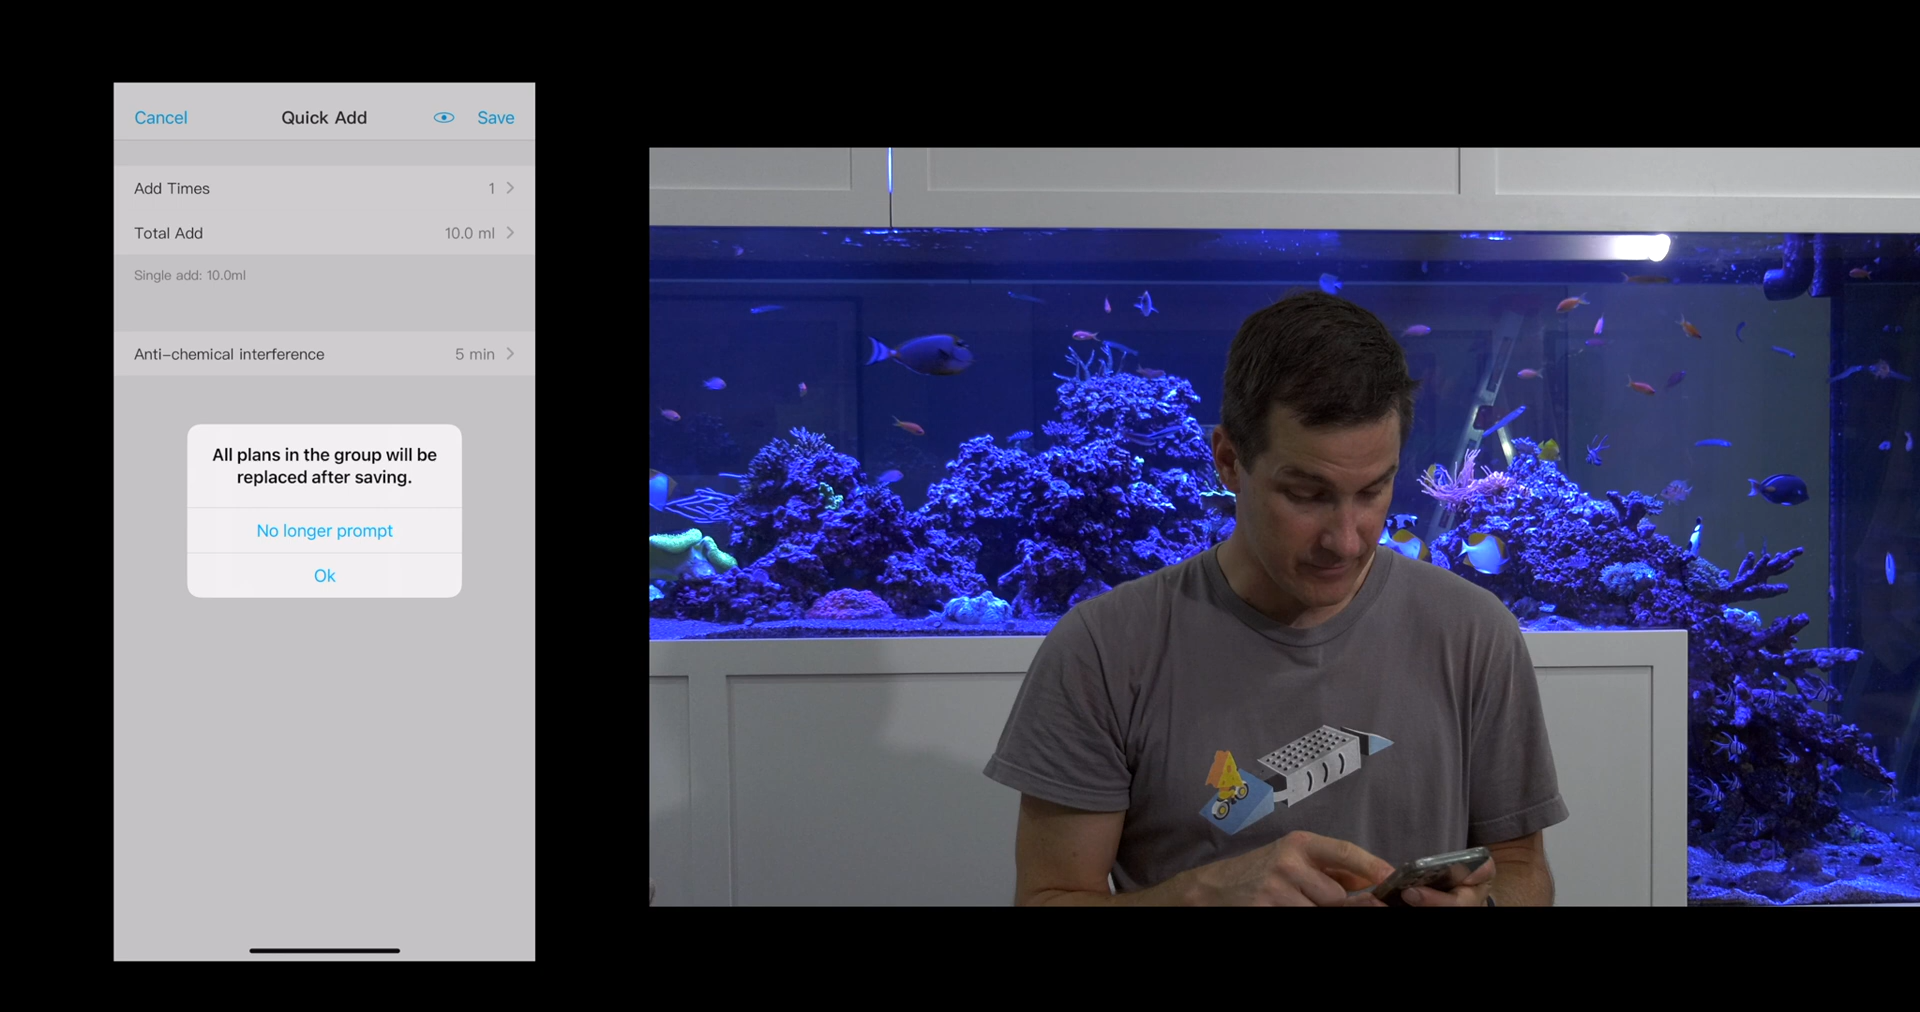 Cancel Quick Add Save
Add Times 1
Total Add 10.0 ml
Single add: 10.0ml
Anti-chemical interference 5 min
All plans in the group will be
replaced after saving.
No longer prompt
Ok